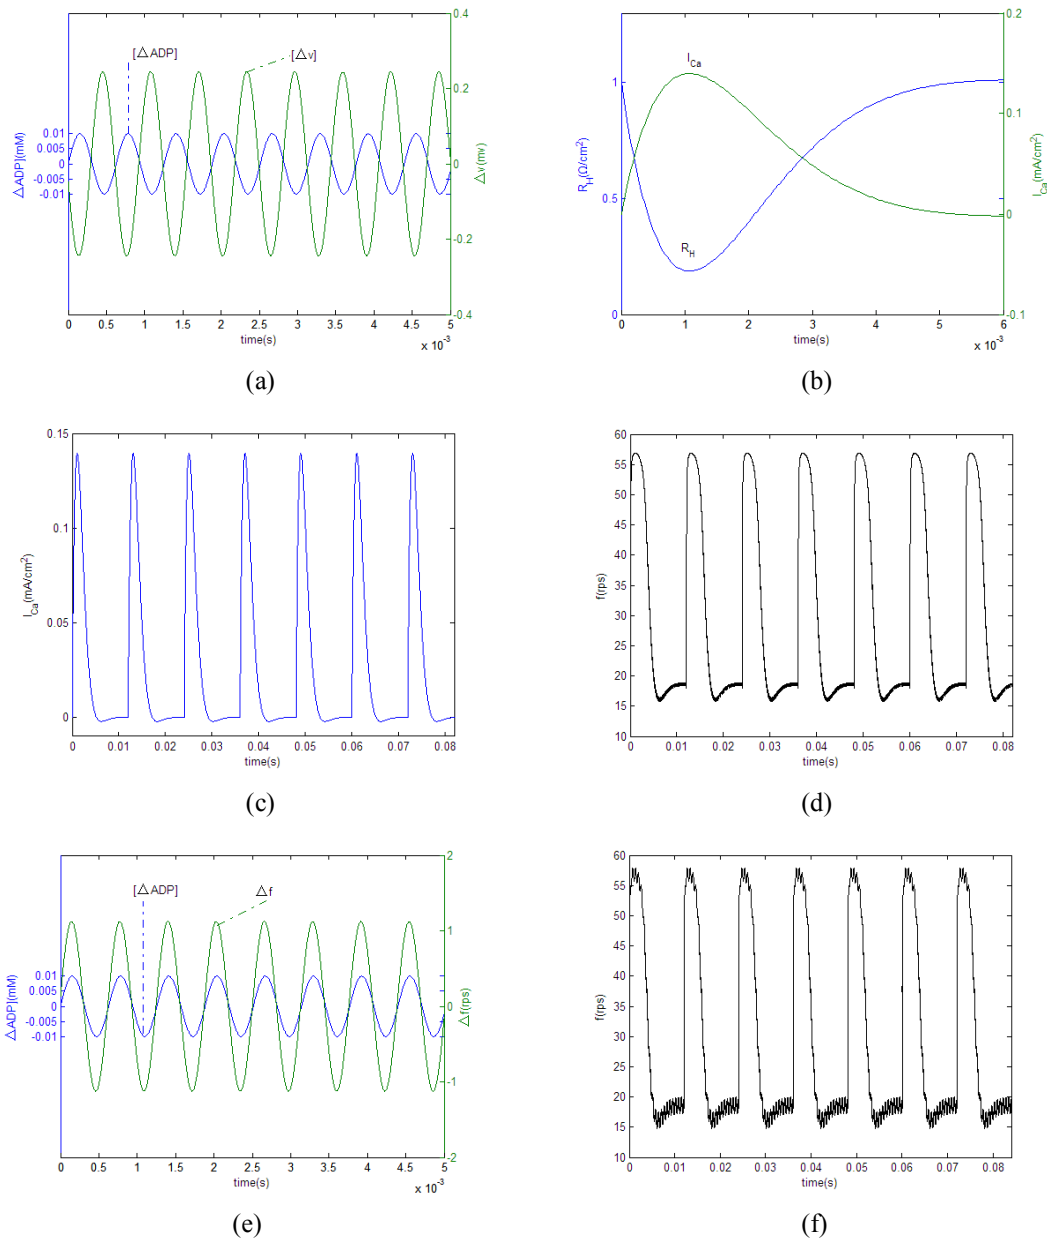 [△ADP]
[△v]
△ADP](mM)
0.01
0.005
0
-0.005
-0.01
0.4
0.2
0
-0.2
-0.4
△v(mv)
0 0.5 1 1.5 2 2.5 3 3.5 4 4.5 5
time(s)
x 10⁻³
(a)
I_Ca
R_H
R_H(Ω/cm²)
1
0.5
0
0.2
0.1
0
-0.1
I_Ca(mA/cm²)
0 1 2 3 4 5 6
time(s)
x 10⁻³
(b)
I_Ca(mA/cm²)
0.15
0.1
0.05
0
0 0.01 0.02 0.03 0.04 0.05 0.06 0.07 0.08
time(s)
(c)
f(rps)
60
55
50
45
40
35
30
25
20
15
10
0 0.01 0.02 0.03 0.04 0.05 0.06 0.07 0.08
time(s)
(d)
[△ADP]
△f
△ADP](mM)
0.01
0.005
0
-0.005
-0.01
2
1
0
-1
-2
△f(rps)
0 0.5 1 1.5 2 2.5 3 3.5 4 4.5 5
time(s)
x 10⁻³
(e)
f(rps)
60
55
50
45
40
35
30
25
20
15
10
0 0.01 0.02 0.03 0.04 0.05 0.06 0.07 0.08
time(s)
(f)